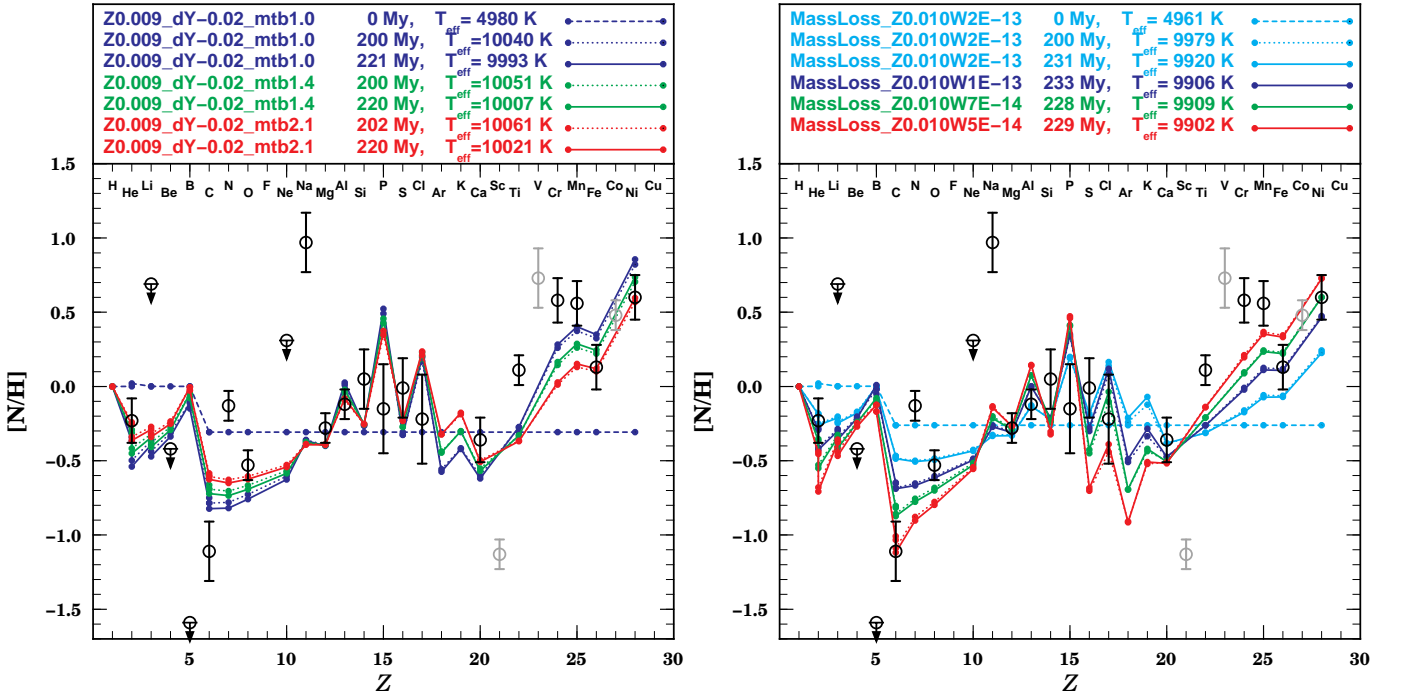 Z0.009_dY−0.02_mtb1.0 0 My, Teff= 4980 K
Z0.009_dY−0.02_mtb1.0 200 My, Teff=10040 K
Z0.009_dY−0.02_mtb1.0 221 My, Teff=9993 K
Z0.009_dY−0.02_mtb1.4 200 My, Teff=10051 K
Z0.009_dY−0.02_mtb1.4 220 My, Teff=10007 K
Z0.009_dY−0.02_mtb2.1 202 My, Teff=10061 K
Z0.009_dY−0.02_mtb2.1 220 My, Teff=10021 K
H He Li Be B C N O F Ne Na Mg Al Si P S Cl Ar K Ca Sc Ti V Cr Mn Fe Co Ni Cu
1.5
1.0
0.5
0.0
−0.5
−1.0
−1.5
[N/H]
5 10 15 20 25 30
Z
MassLoss_Z0.010W2E−13 0 My, Teff= 4961 K
MassLoss_Z0.010W2E−13 200 My, Teff= 9979 K
MassLoss_Z0.010W2E−13 231 My, Teff= 9920 K
MassLoss_Z0.010W1E−13 233 My, Teff= 9906 K
MassLoss_Z0.010W7E−14 228 My, Teff= 9909 K
MassLoss_Z0.010W5E−14 229 My, Teff= 9902 K
H He Li Be B C N O F Ne Na Mg Al Si P S Cl Ar K Ca Sc Ti V Cr Mn Fe Co Ni Cu
1.5
1.0
0.5
0.0
−0.5
−1.0
−1.5
[N/H]
5 10 15 20 25 30
Z